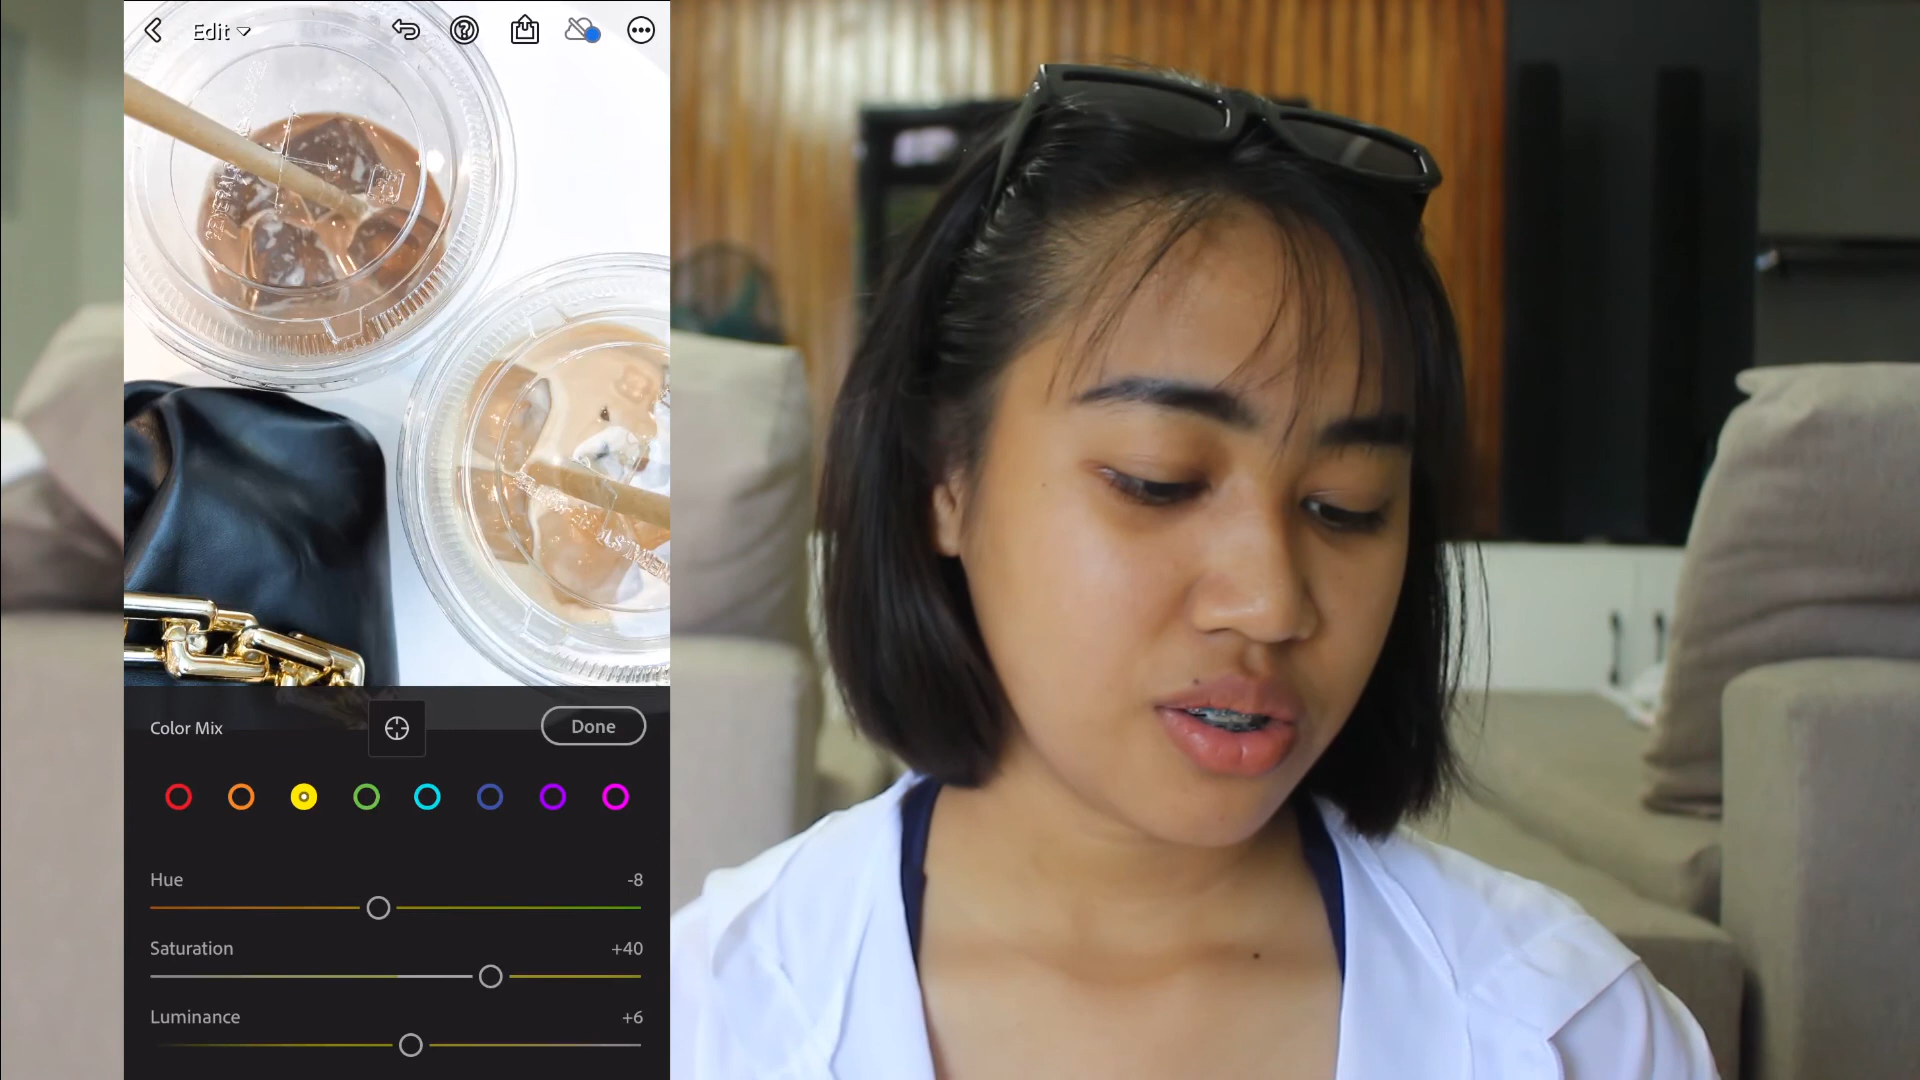 Edit
Color Mix
Done
Hue -8
Saturation +40
Luminance +6